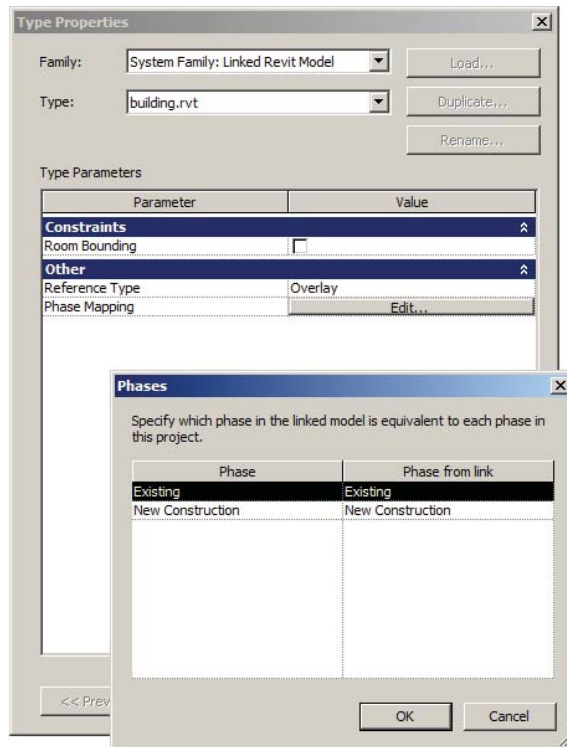 Type Properties
Family: System Family: Linked Revit Model Load...
Type: building.rvt Duplicate...
Rename...
Type Parameters
Parameter Value
Constraints
Room Bounding
Other
Reference Type Overlay
Phase Mapping Edit...
Phases
Specify which phase in the linked model is equivalent to each phase in
this project.
Phase Phase from link
Existing Existing
New Construction New Construction
<< Prev
OK Cancel